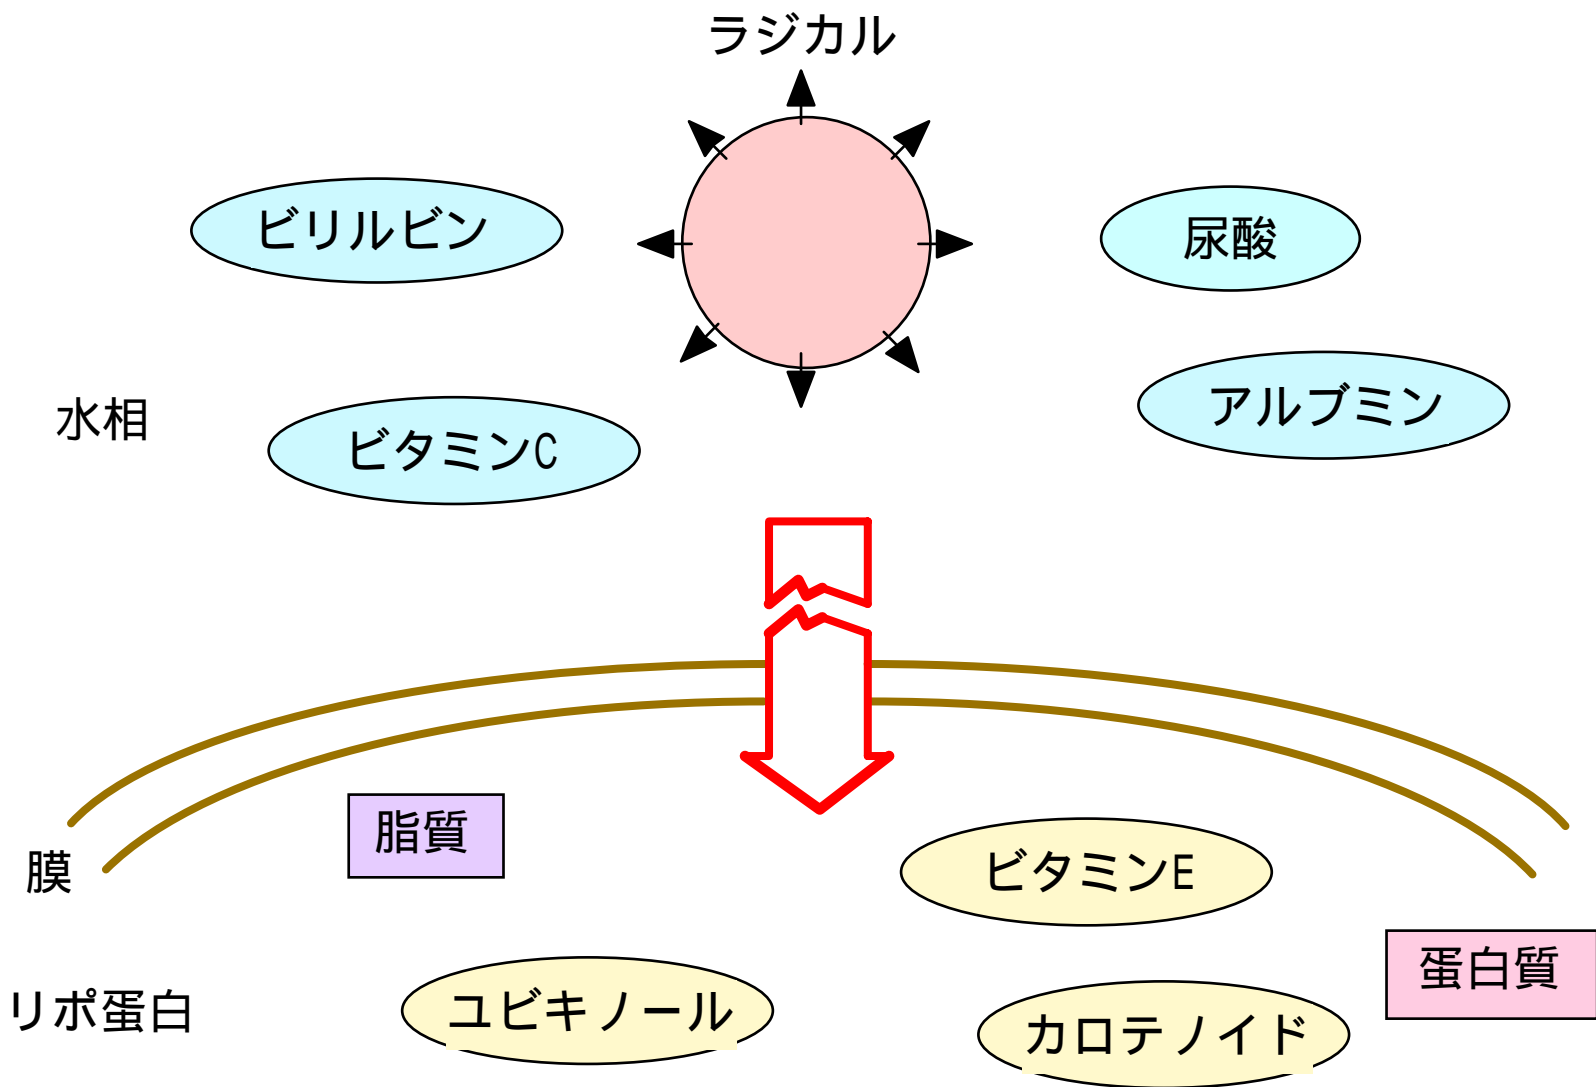 ラジカル
ビリルビン
尿酸
水相
アルブミン
ビタミンC
脂質
膜
ビタミンE
蛋白質
リポ蛋白
ユビキノール
カロテノイド